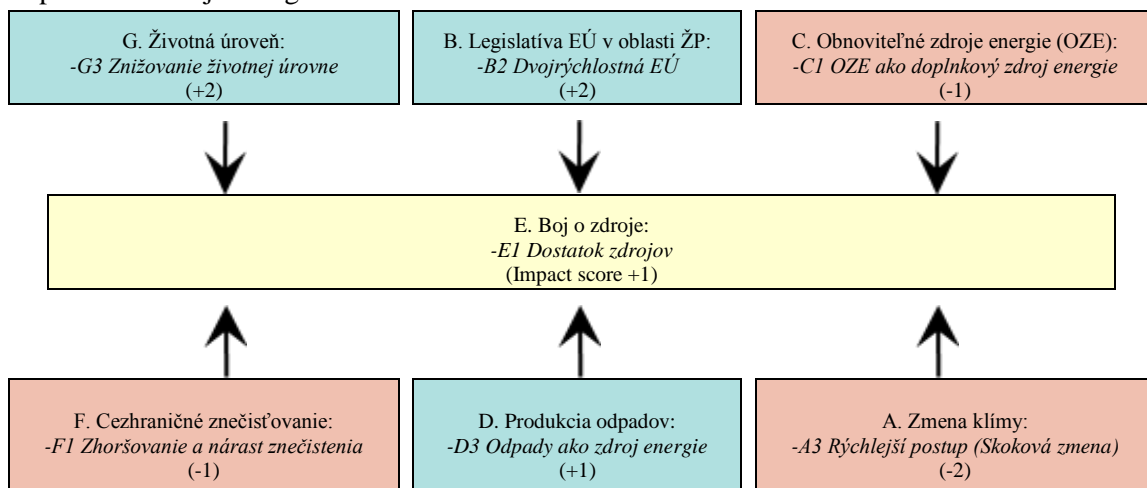 G. Životná úroveň:
-G3 Znižovanie životnej úrovne
(+2)
B. Legislatíva EÚ v oblasti ŽP:
-B2 Dvojrýchlostná EÚ
(+2)
C. Obnoviteľné zdroje energie (OZE):
-C1 OZE ako doplnkový zdroj energie
(-1)
E. Boj o zdroje:
-E1 Dostatok zdrojov
(Impact score +1)
F. Cezhraničné znečisťovanie:
-F1 Zhoršovanie a nárast znečistenia
(-1)
D. Produkcia odpadov:
-D3 Odpady ako zdroj energie
(+1)
A. Zmena klímy:
-A3 Rýchlejší postup (Skoková zmena)
(-2)